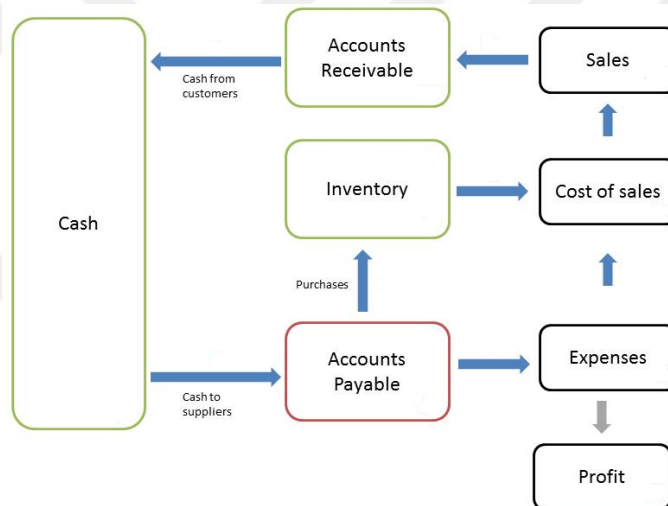 Accounts
Receivable
Sales
Cash from
customers
Inventory
Cost of sales
Cash
Purchases
Accounts
Payable
Expenses
Cash to
suppliers
Profit